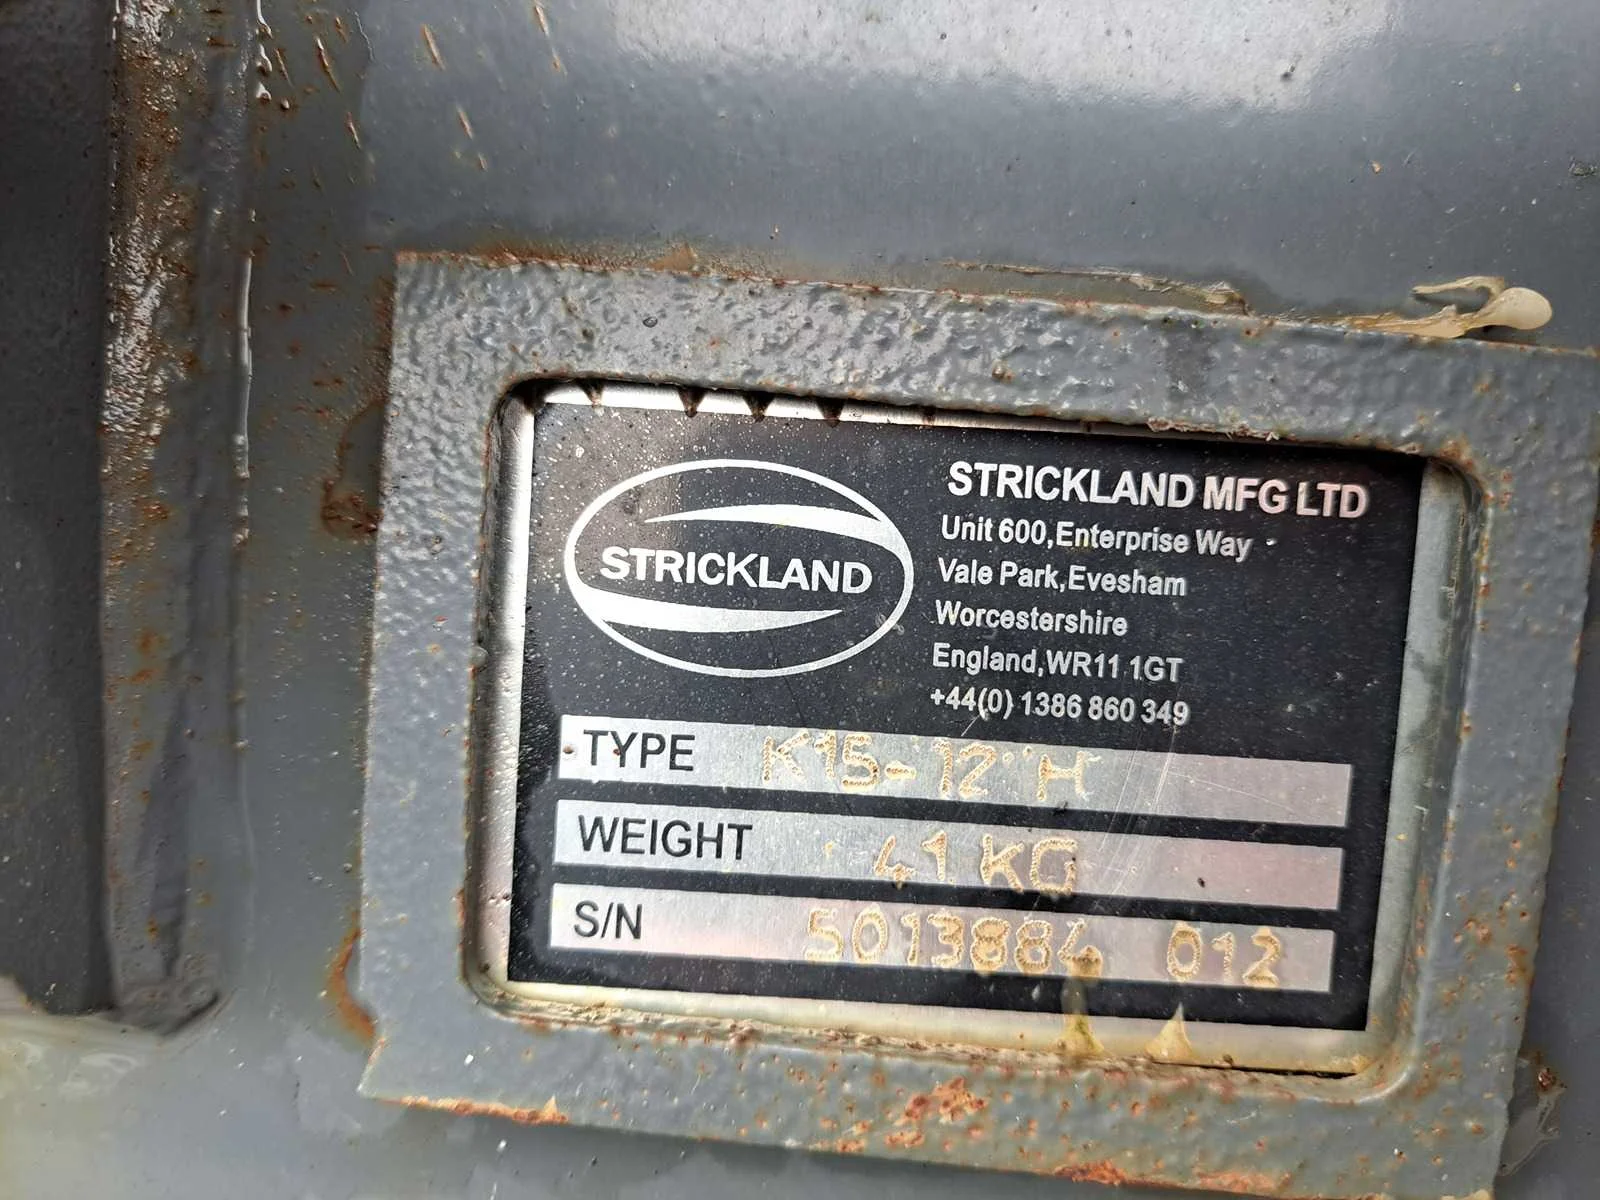 STRICKLAND
STRICKLAND MFG LTD
Unit 600,Enterprise Way
Vale Park,Evesham
Worcestershire
England,WR11 1GT
+44(0) 1386 860 349
TYPE K15-12"H
WEIGHT 41 KG
S/N 5013884 012